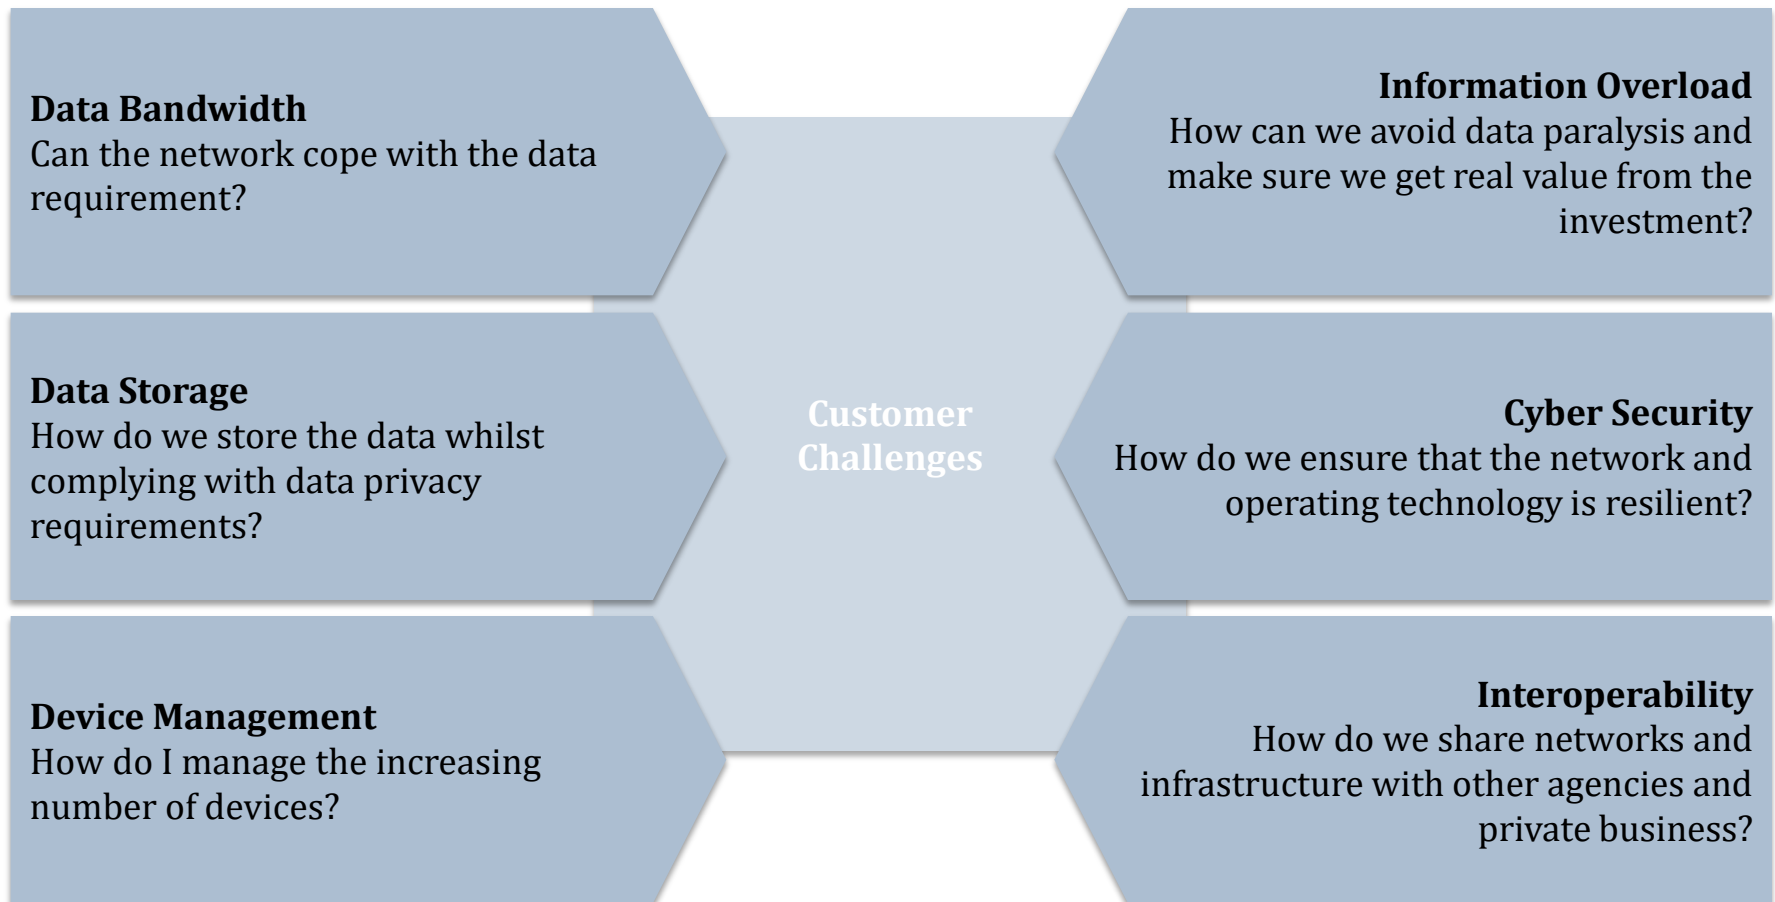 Data Bandwidth
Can the network cope with the data
requirement?
Data Storage
How do we store the data whilst
complying with data privacy
requirements?
Device Management
How do I manage the increasing
number of devices?
Customer
Challenges
Information Overload
How can we avoid data paralysis and
make sure we get real value from the
investment?
Cyber Security
How do we ensure that the network and
operating technology is resilient?
Interoperability
How do we share networks and
infrastructure with other agencies and
private business?